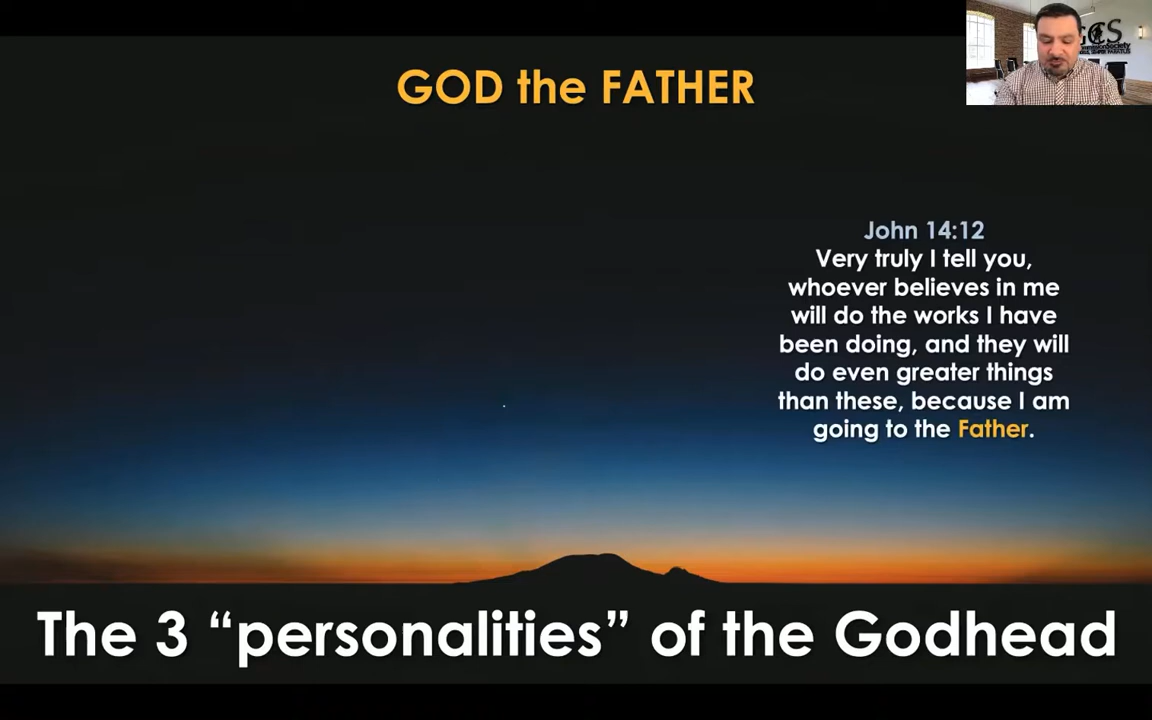 GOD the FATHER
GCS
John 14:12
Very truly I tell you,
whoever believes in me
will do the works I have
been doing, and they will
do even greater things
than these, because I am
going to the Father.
The 3 “personalities” of the Godhead